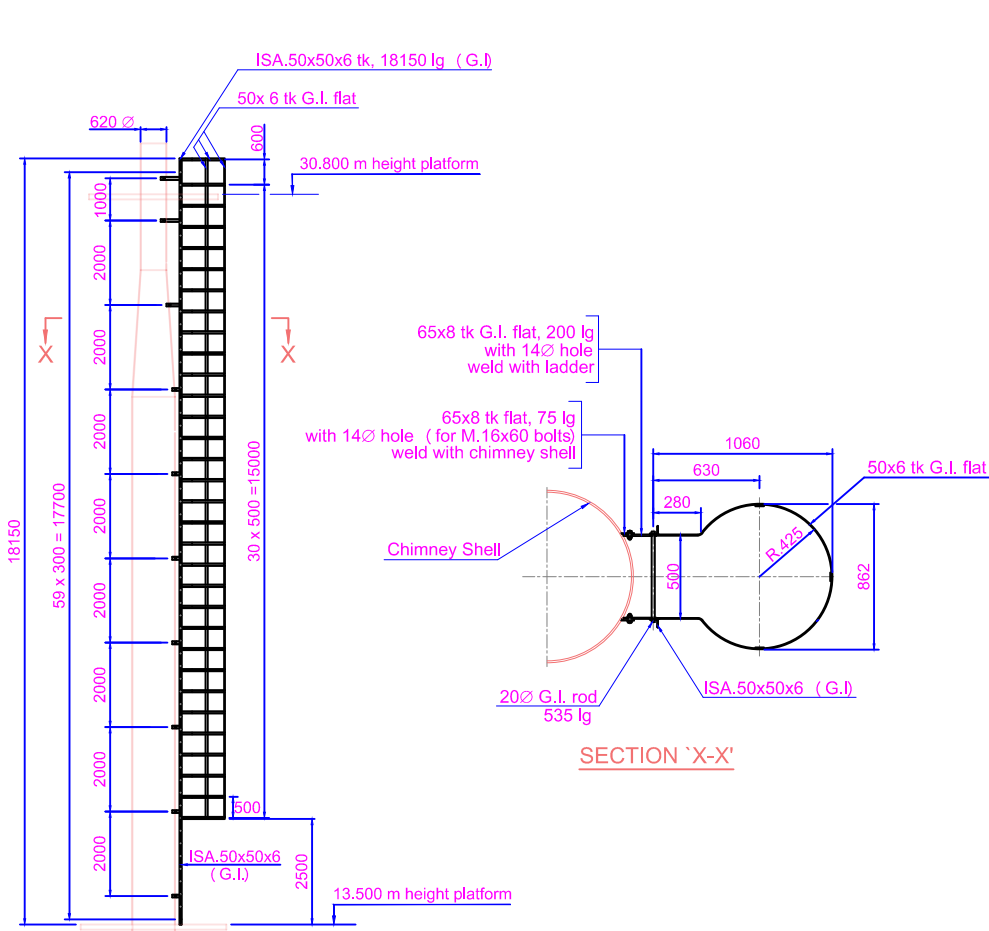 ISA.50x50x6 tk, 18150 lg ( G.I)
50x 6 tk G.I. flat
620 Ø
600
30.800 m height platform
1000
2000
2000
2000
2000
2000
2000
2000
2000
2000
X
X
18150
59 x 300 = 17700
30 x 500 =15000
500
2500
ISA.50x50x6
( G.I.)
13.500 m height platform
65x8 tk G.I. flat, 200 lg
with 14Ø hole
weld with ladder
65x8 tk flat, 75 lg
with 14Ø hole ( for M.16x60 bolts)
weld with chimney shell
1060
630
280
50x6 tk G.I. flat
Chimney Shell
R.425
500
862
20Ø G.I. rod
535 lg
ISA.50x50x6 ( G.I)
SECTION `X-X'